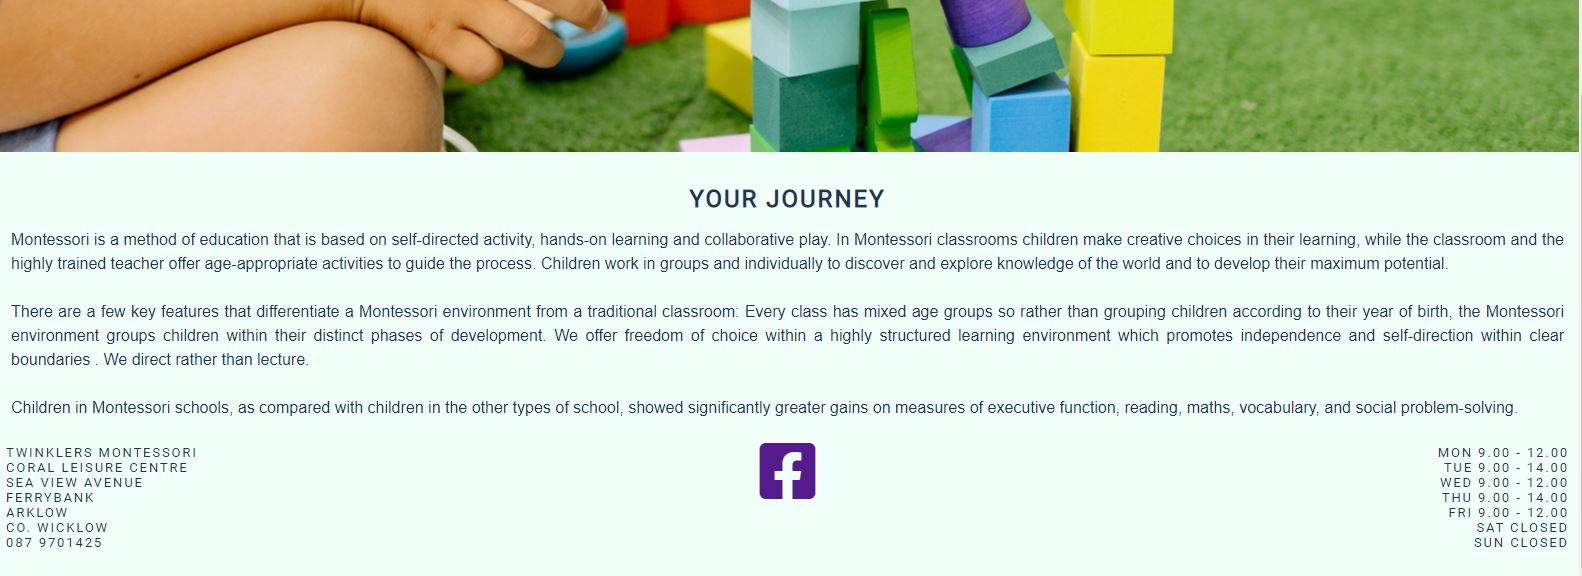 YOUR JOURNEY
Montessori is a method of education that is based on self-directed activity, hands-on learning and collaborative play. In Montessori classrooms children make creative choices in their learning, while the classroom and the
highly trained teacher offer age-appropriate activities to guide the process. Children work in groups and individually to discover and explore knowledge of the world and to develop their maximum potential.
There are a few key features that differentiate a Montessori environment from a traditional classroom: Every class has mixed age groups so rather than grouping children according to their year of birth, the Montessori
environment groups children within their distinct phases of development. We offer freedom of choice within a highly structured learning environment which promotes independence and self-direction within clear
boundaries . We direct rather than lecture.
Children in Montessori schools, as compared with children in the other types of school, showed significantly greater gains on measures of executive function, reading, maths, vocabulary, and social problem-solving.
TWINKLERS MONTESSORI
CORAL LEISURE CENTRE
SEA VIEW AVENUE
FERRYBANK
ARKLOW
CO. WICKLOW
087 9701425
MON 9.00 - 12.00
TUE 9.00 - 14.00
WED 9.00 - 12.00
THU 9.00 - 14.00
FRI 9.00 - 12.00
SAT CLOSED
SUN CLOSED